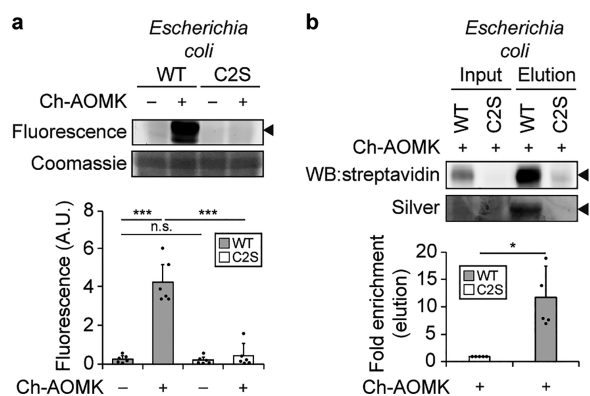 a
Escherichia
coli
WT C2S
Ch-AOMK – + – +
Fluorescence
Coomassie
*** ***
n.s.
WT
C2S
Fluorescence (A.U.)
8
6
4
2
0
Ch-AOMK – + – +
b
Escherichia
coli
Input Elution
WT C2S WT C2S
Ch-AOMK + + + +
WB:streptavidin
Silver
*
WT
C2S
Fold enrichment
(elution)
20
15
10
5
0
Ch-AOMK + +